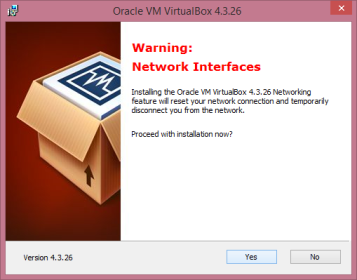 Oracle VM VirtualBox 4.3.26
Warning:
Network Interfaces
Installing the Oracle VM VirtualBox 4.3.26 Networking
feature will reset your network connection and temporarily
disconnect you from the network.
Proceed with installation now?
Version 4.3.26
Yes
No